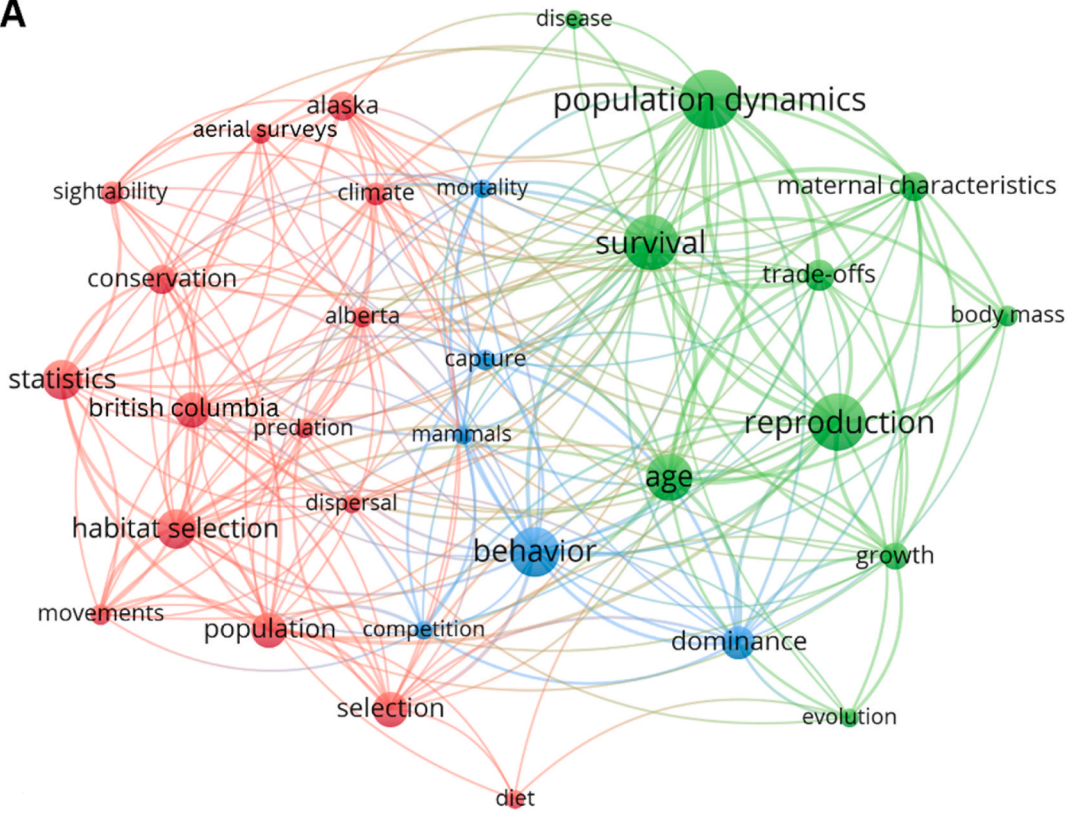 A
disease
population dynamics
alaska
aerial surveys
sightability
climate
mortality
maternal characteristics
survival
conservation
trade-offs
alberta
body mass
capture
statistics
british columbia
predation
mammals
reproduction
age
dispersal
habitat selection
behavior
growth
movements
population
competition
dominance
selection
evolution
diet